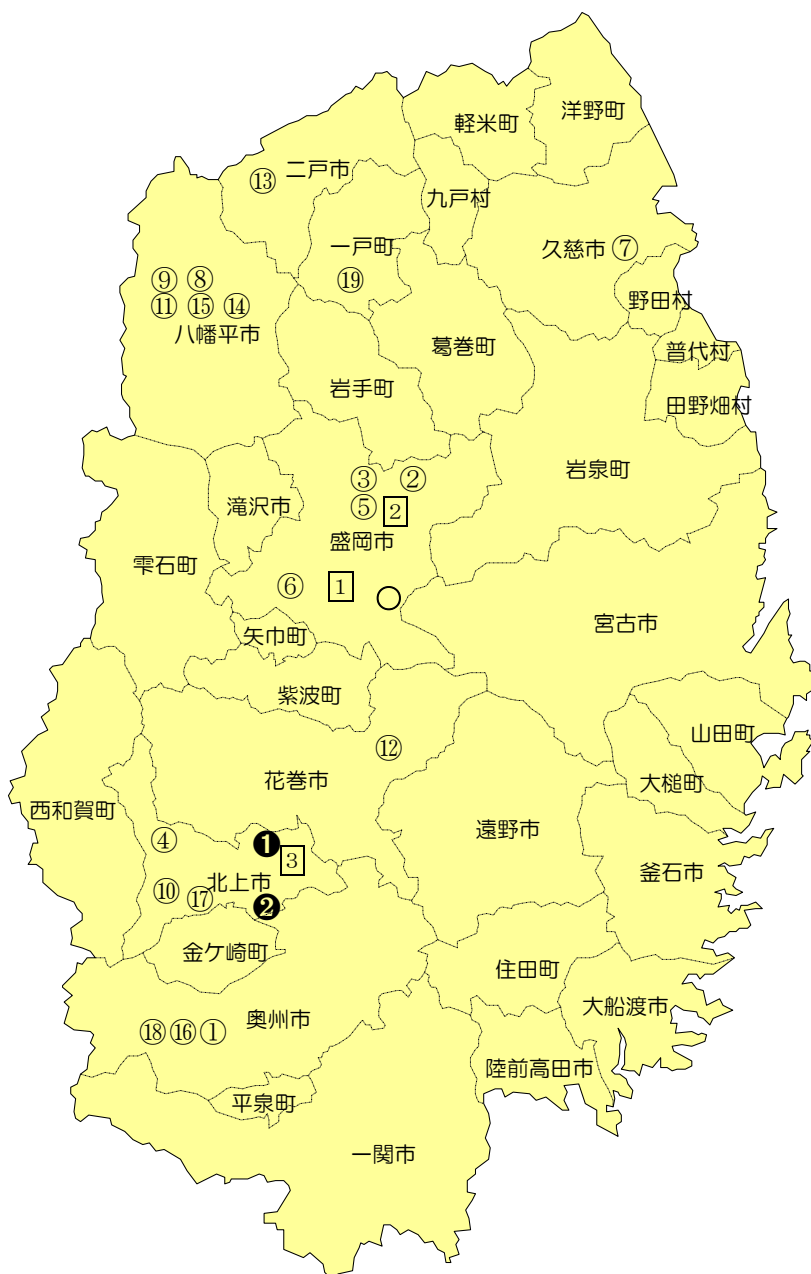 洋野町
軽米町
二戸市
⑬
九戸村
一戸町
⑲
久慈市 ⑦
⑨ ⑧
⑪ ⑮ ⑭
八幡平市
野田村
葛巻町
普代村
岩手町
田野畑村
岩泉町
③ ②
⑤ 2
滝沢市
盛岡市
雫石町
⑥ 1 ○
宮古市
矢巾町
紫波町
山田町
⑫
花巻市
大槌町
西和賀町
遠野市
④ ❶ 3
釜石市
北上市
⑩ ⑰ ❷
金ケ崎町
住田町
大船渡市
奥州市
⑱ ⑯ ①
陸前高田市
平泉町
一関市